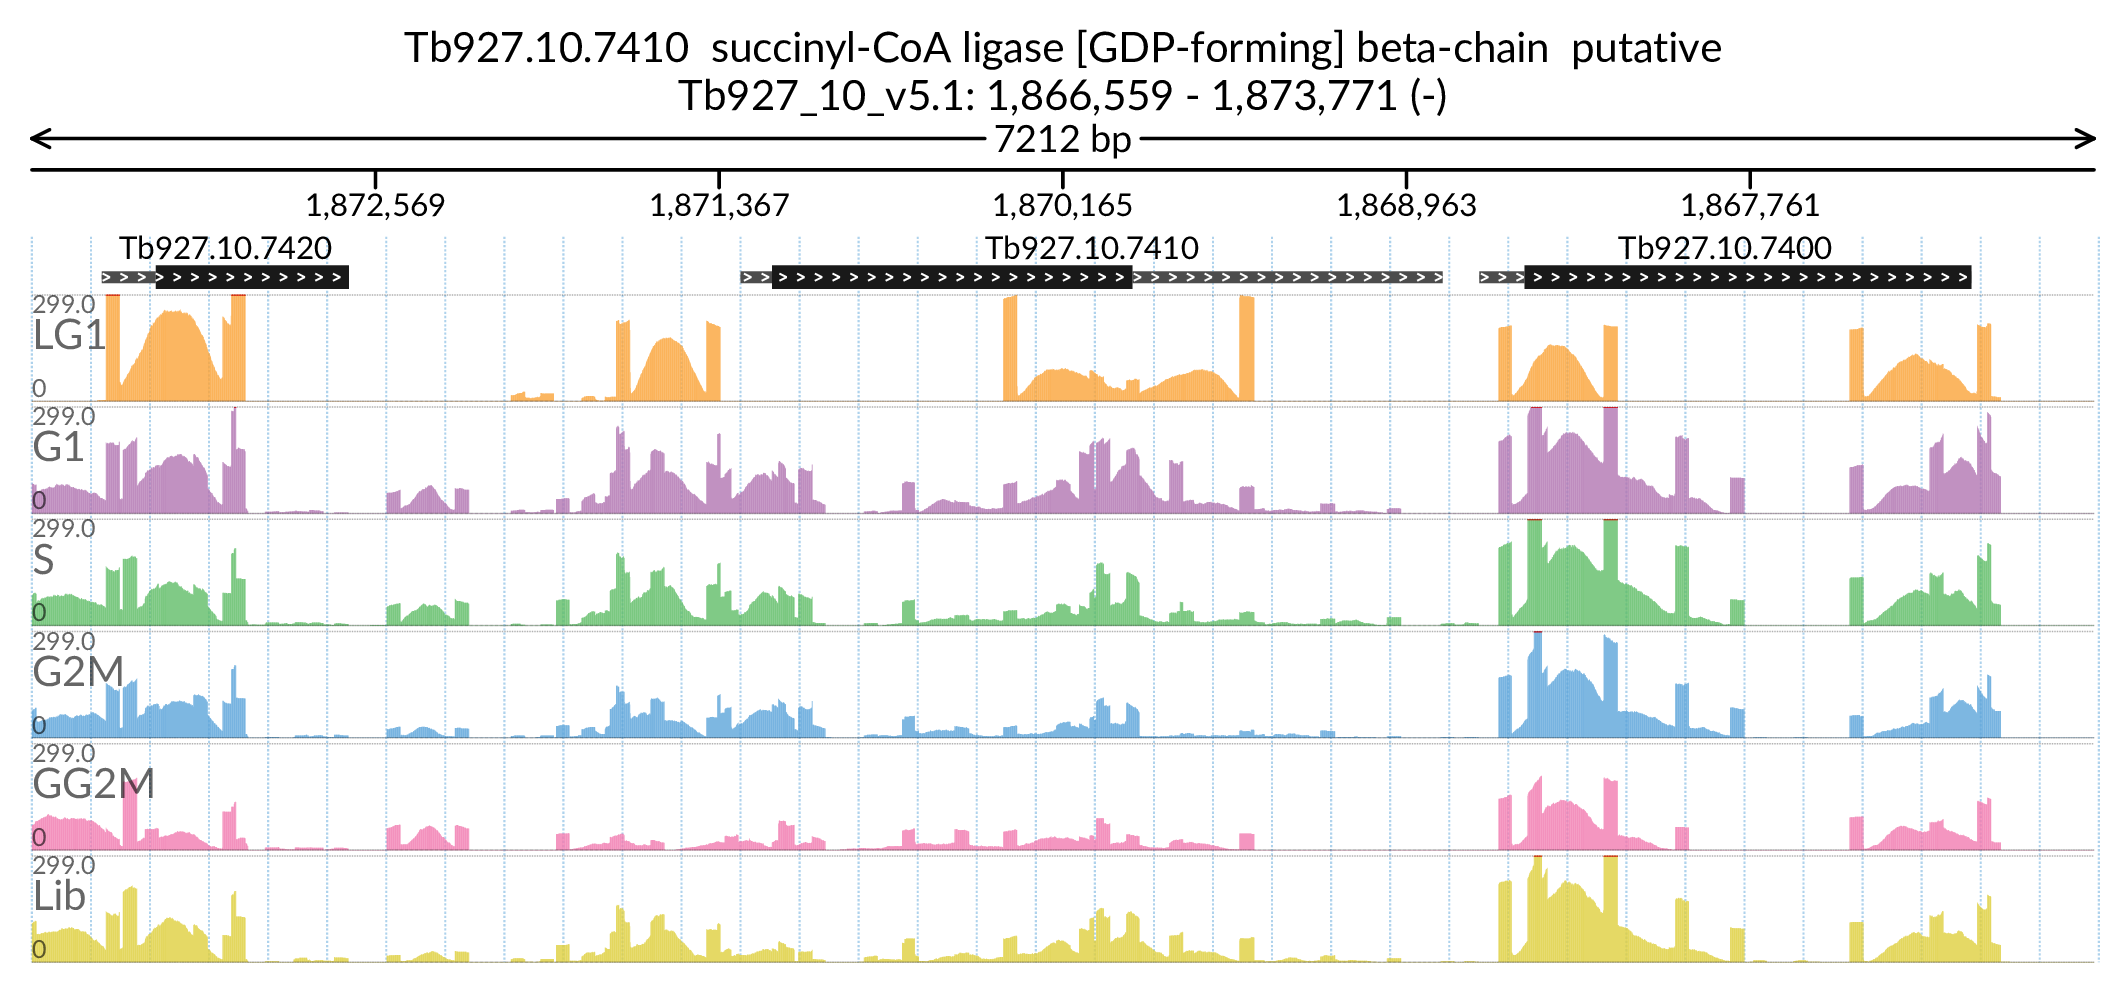 Tb927.10.7410 succinyl-CoA ligase [GDP-forming] beta-chain putative
Tb927_10_v5.1: 1,866,559 - 1,873,771 (-)
7212 bp
1,872,569 1,871,367 1,870,165 1,868,963 1,867,761
Tb927.10.7420 Tb927.10.7410 Tb927.10.7400
299.0
LG1
0
299.0
G1
0
299.0
S
0
299.0
G2M
0
299.0
GG2M
0
299.0
Lib
0